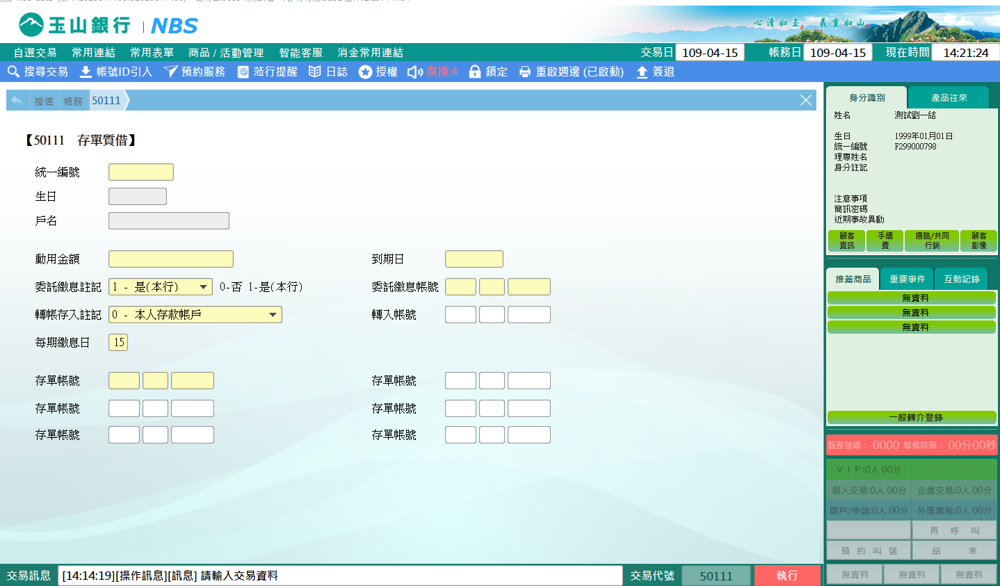 玉山銀行 | NBS
心清如玉。 義重如山。
自選交易 常用連結 常用表單 商品 / 活動管理 智能客服 消金常用連結 交易日 109-04-15 帳務日 109-04-15 現在時間 14:21:24
搜尋交易 帳號ID引入 預約服務 蒞行提醒 日誌 授權 廣播:4 鎖定 重啟週邊 (已啟動) 簽退
授信 帳務 50111
【50111 存單質借】
統一編號
生日
戶名
動用金額 到期日
委託繳息註記 1 - 是(本行) 0-否 1-是(本行) 委託繳息帳號
轉帳存入註記 0 - 本人存款帳戶 轉入帳號
每期繳息日 15
存單帳號 存單帳號
存單帳號 存單帳號
存單帳號 存單帳號
交易訊息 [14:14:19][操作訊息][訊息] 請輸入交易資料 交易代號 50111 執行
身分識別 產品往來
姓名 測試劉一結
生日 1999年01月01日
統一編號 F299000798
理專姓名
身分註記
注意事項
簡訊密碼
近期事故異動
顧客資訊 手續費 通路/共同行銷 顧客影像
推薦商品 重要事件 互動記錄
無資料
無資料
無資料
一般轉介登錄
服務號碼： 0000 等候時間： 00分00秒
ＶＩＰ:0人 00分
個人交易:0人 00分 企業交易:0人 00分
開戶/申請:0人 00分 外匯業務:0人 00分
再 呼 叫
預 約 叫 號 結 束
無資料 無資料 無資料